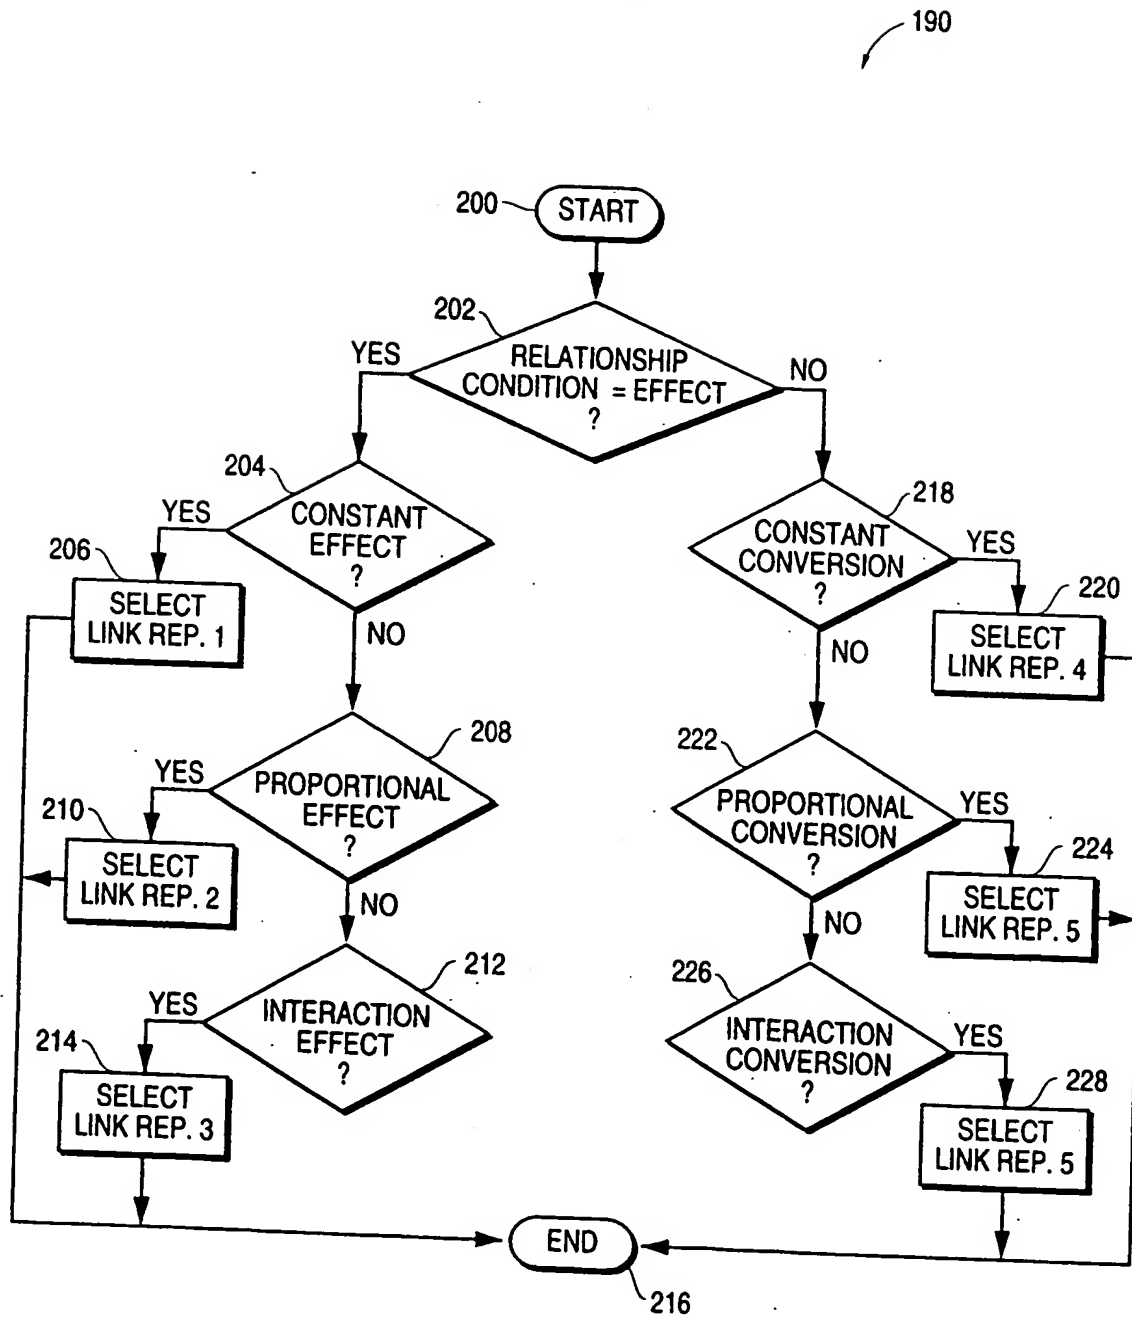 190
200
START
202
YES
RELATIONSHIP
CONDITION = EFFECT
?
NO
204
YES
CONSTANT
EFFECT
?
218
CONSTANT
CONVERSION
?
YES
206
SELECT
LINK REP. 1
NO
220
SELECT
LINK REP. 4
NO
208
YES
PROPORTIONAL
EFFECT
?
222
PROPORTIONAL
CONVERSION
?
YES
210
SELECT
LINK REP. 2
NO
224
SELECT
LINK REP. 5
NO
212
YES
INTERACTION
EFFECT
?
226
INTERACTION
CONVERSION
?
YES
214
SELECT
LINK REP. 3
228
SELECT
LINK REP. 5
END
216